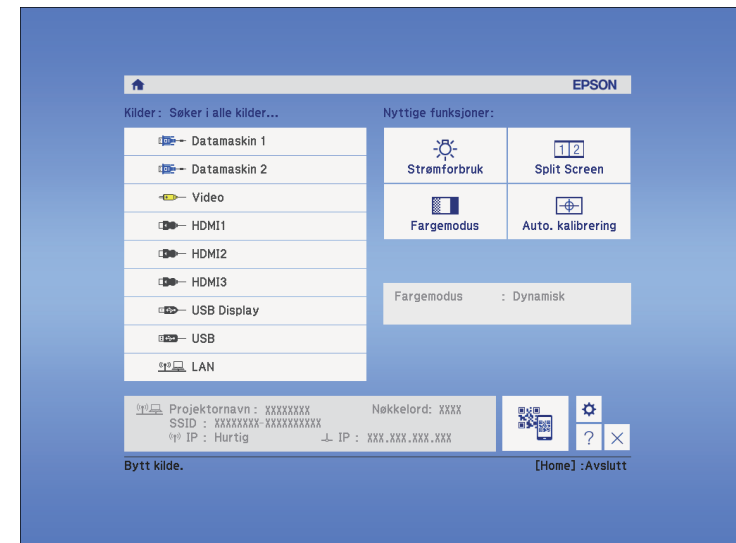 EPSON
Kilder : Søker i alle kilder...
Datamaskin 1
Datamaskin 2
Video
HDMI1
HDMI2
HDMI3
USB Display
USB
LAN
Nyttige funksjoner:
Strømforbruk
1 2
Split Screen
Fargemodus
Auto. kalibrering
Fargemodus : Dynamisk
Projektornavn : XXXXXXXX Nøkkelord: XXXX
SSID : XXXXXXXX-XXXXXXXXXX
IP : Hurtig IP : XXX.XXX.XXX.XXX
?
Bytt kilde. [Home] :Avslutt